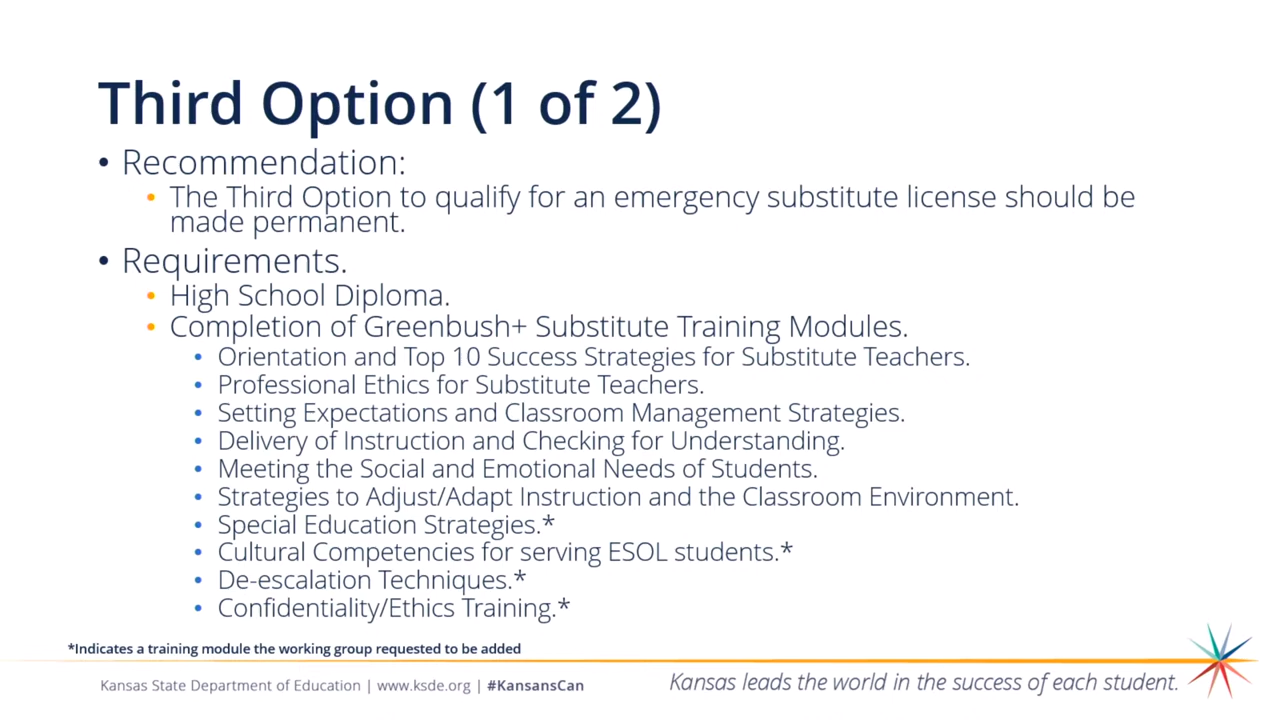 Third Option (1 of 2)
• Recommendation:
• The Third Option to qualify for an emergency substitute license should be
made permanent.
• Requirements.
• High School Diploma.
• Completion of Greenbush+ Substitute Training Modules.
• Orientation and Top 10 Success Strategies for Substitute Teachers.
• Professional Ethics for Substitute Teachers.
• Setting Expectations and Classroom Management Strategies.
• Delivery of Instruction and Checking for Understanding.
• Meeting the Social and Emotional Needs of Students.
• Strategies to Adjust/Adapt Instruction and the Classroom Environment.
• Special Education Strategies.*
• Cultural Competencies for serving ESOL students.*
• De-escalation Techniques.*
• Confidentiality/Ethics Training.*
*Indicates a training module the working group requested to be added
Kansas State Department of Education | www.ksde.org | #KansansCan
Kansas leads the world in the success of each student.